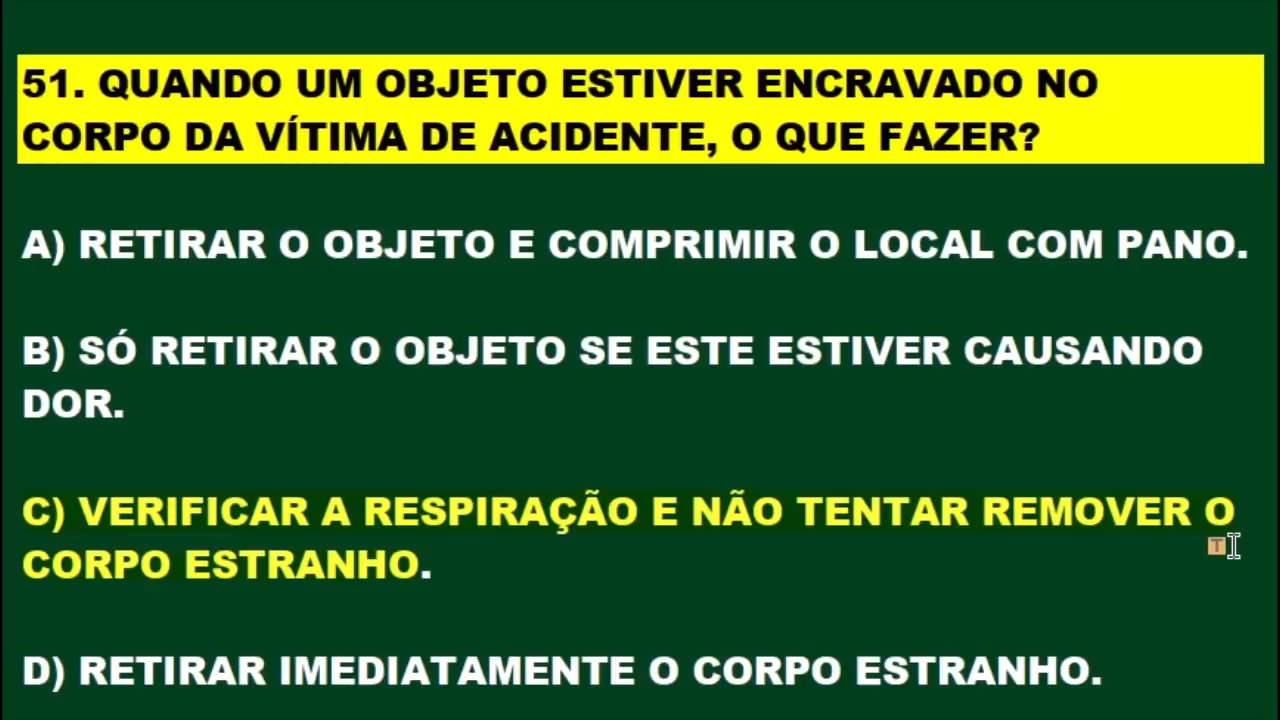 51. QUANDO UM OBJETO ESTIVER ENCRAVADO NO
CORPO DA VÍTIMA DE ACIDENTE, O QUE FAZER?
A) RETIRAR O OBJETO E COMPRIMIR O LOCAL COM PANO.
B) SÓ RETIRAR O OBJETO SE ESTE ESTIVER CAUSANDO
DOR.
C) VERIFICAR A RESPIRAÇÃO E NÃO TENTAR REMOVER O
CORPO ESTRANHO.
D) RETIRAR IMEDIATAMENTE O CORPO ESTRANHO.